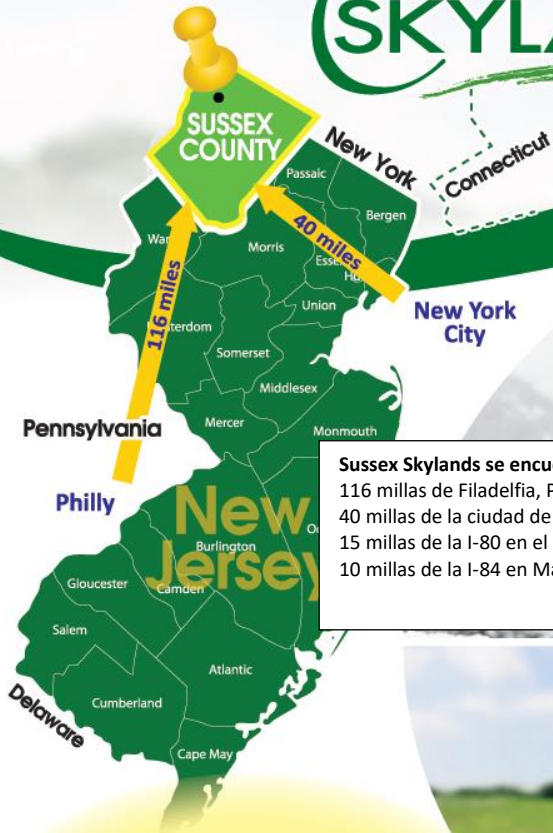 SKYLA
SUSSEX
COUNTY
New York
Connecticut
Passaic
Bergen
40 miles
Morris
116 miles
Union
New York
City
Somerset
Middlesex
Pennsylvania
Mercer
Monmouth
Philly
New
Jersey
Burlington
Gloucester
Camden
Salem
Atlantic
Delaware
Cumberland
Cape May
Sussex Skylands se encue
116 millas de Filadelfia, P
40 millas de la ciudad de
15 millas de la I-80 en el
10 millas de la I-84 en Ma